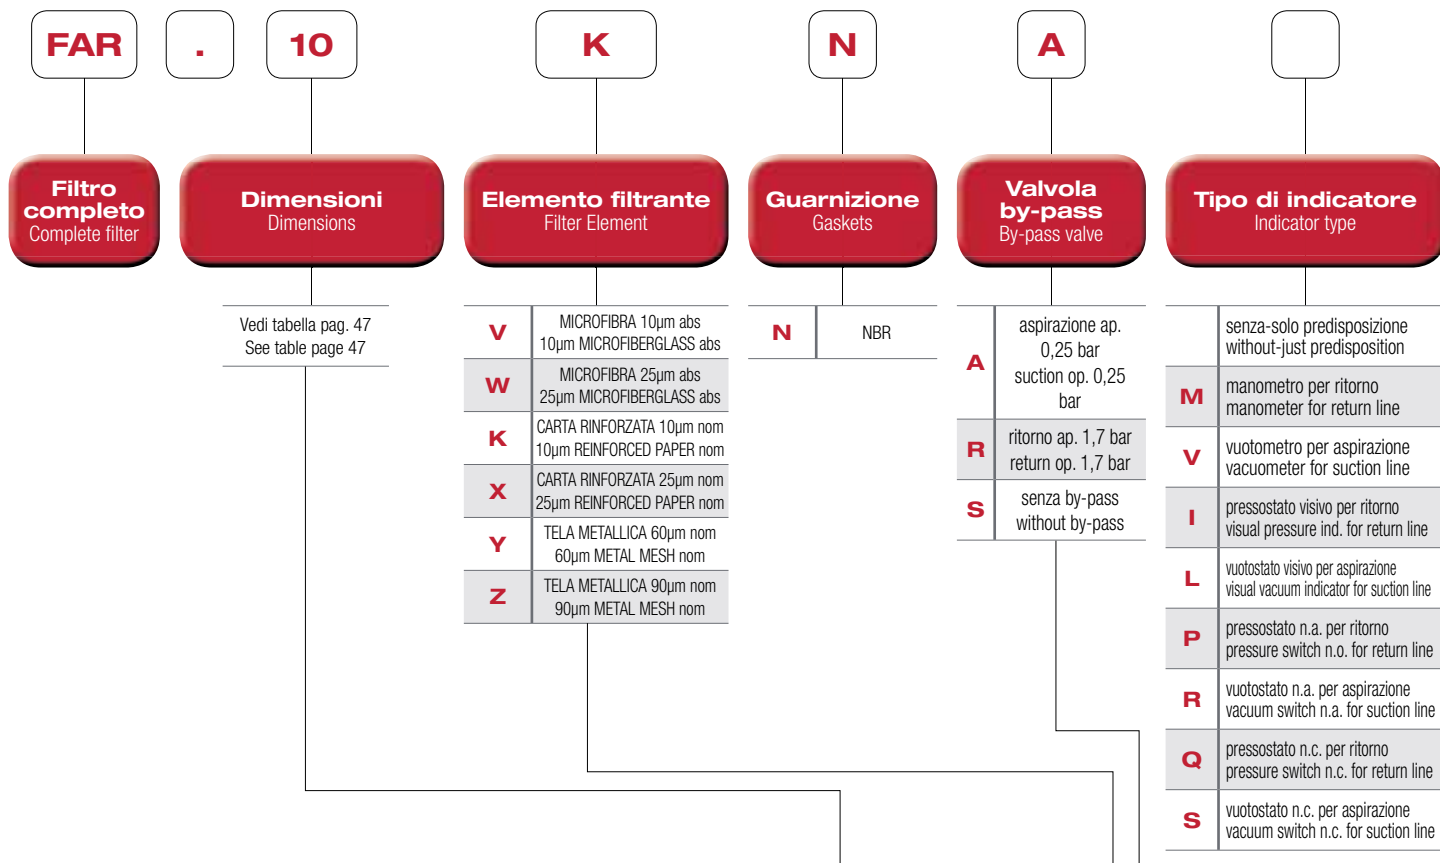 FAR . 10 K N A
Filtro
completo
Complete filter
Dimensioni
Dimensions
Elemento filtrante
Filter Element
Guarnizione
Gaskets
Valvola
by-pass
By-pass valve
Tipo di indicatore
Indicator type
Vedi tabella pag. 47
See table page 47
V
MICROFIBRA 10µm abs
10µm MICROFIBERGLASS abs
W
MICROFIBRA 25µm abs
25µm MICROFIBERGLASS abs
K
CARTA RINFORZATA 10µm nom
10µm REINFORCED PAPER nom
X
CARTA RINFORZATA 25µm nom
25µm REINFORCED PAPER nom
Y
TELA METALLICA 60µm nom
60µm METAL MESH nom
Z
TELA METALLICA 90µm nom
90µm METAL MESH nom
N
NBR
A
aspirazione ap.
0,25 bar
suction op. 0,25
bar
R
ritorno ap. 1,7 bar
return op. 1,7 bar
S
senza by-pass
without by-pass
senza-solo predisposizione
without-just predisposition
M
manometro per ritorno
manometer for return line
V
vuotometro per aspirazione
vacuometer for suction line
I
pressostato visivo per ritorno
visual pressure ind. for return line
L
vuotostato visivo per aspirazione
visual vacuum indicator for suction line
P
pressostato n.a. per ritorno
pressure switch n.o. for return line
R
vuotostato n.a. per aspirazione
vacuum switch n.a. for suction line
Q
pressostato n.c. per ritorno
pressure switch n.c. for return line
S
vuotostato n.c. per aspirazione
vacuum switch n.c. for suction line